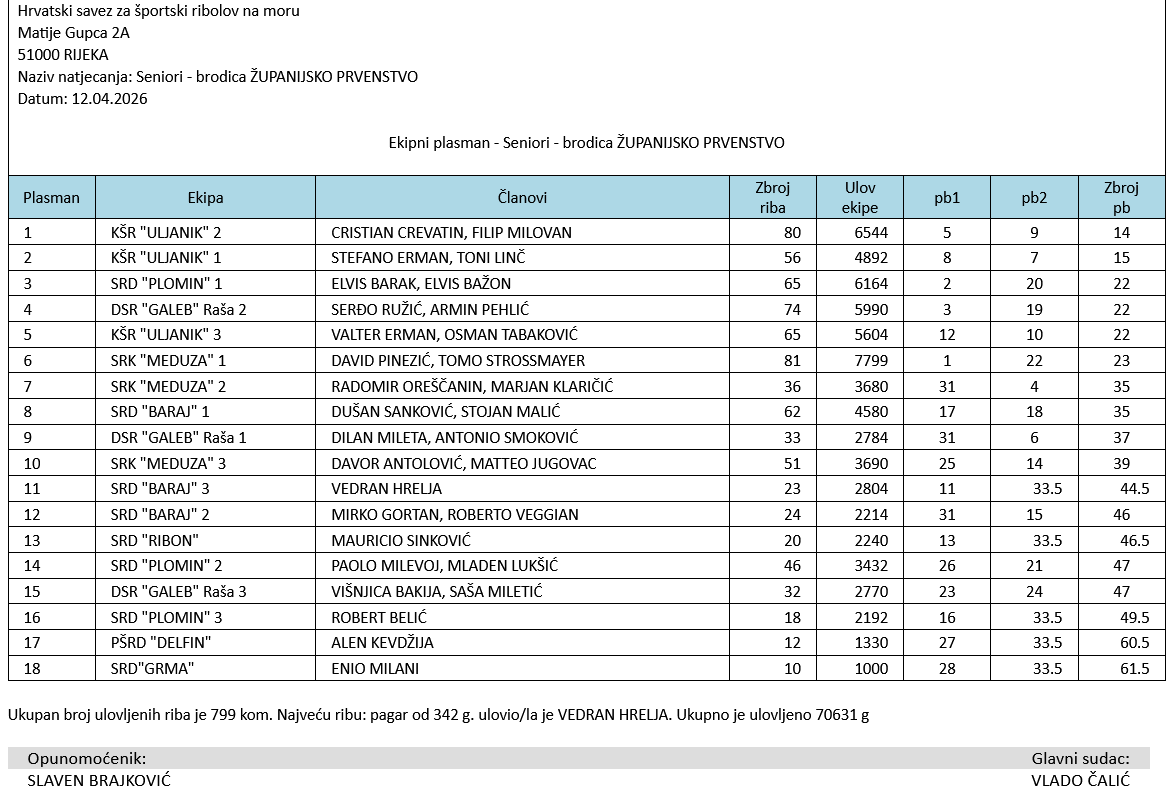 Hrvatski savez za športski ribolov na moru
Matije Gupca 2A
51000 RIJEKA
Naziv natjecanja: Seniori - brodica ŽUPANIJSKO PRVENSTVO
Datum: 12.04.2026
Ekipni plasman - Seniori - brodica ŽUPANIJSKO PRVENSTVO
Plasman Ekipa Članovi Zbroj riba Ulov ekipe pb1 pb2 Zbroj pb
1 KŠR "ULJANIK" 2 CRISTIAN CREVATIN, FILIP MILOVAN 80 6544 5 9 14
2 KŠR "ULJANIK" 1 STEFANO ERMAN, TONI LINČ 56 4892 8 7 15
3 SRD "PLOMIN" 1 ELVIS BARAK, ELVIS BAŽON 65 6164 2 20 22
4 DSR "GALEB" Raša 2 SERĐO RUŽIĆ, ARMIN PEHLIĆ 74 5990 3 19 22
5 KŠR "ULJANIK" 3 VALTER ERMAN, OSMAN TABAKOVIĆ 65 5604 12 10 22
6 SRK "MEDUZA" 1 DAVID PINEZIĆ, TOMO STROSSMAYER 81 7799 1 22 23
7 SRK "MEDUZA" 2 RADOMIR OREŠČANIN, MARJAN KLARIČIĆ 36 3680 31 4 35
8 SRD "BARAJ" 1 DUŠAN SANKOVIĆ, STOJAN MALIĆ 62 4580 17 18 35
9 DSR "GALEB" Raša 1 DILAN MILETA, ANTONIO SMOKOVIĆ 33 2784 31 6 37
10 SRK "MEDUZA" 3 DAVOR ANTOLOVIĆ, MATTEO JUGOVAC 51 3690 25 14 39
11 SRD "BARAJ" 3 VEDRAN HRELJA 23 2804 11 33.5 44.5
12 SRD "BARAJ" 2 MIRKO GORTAN, ROBERTO VEGGIAN 24 2214 31 15 46
13 SRD "RIBON" MAURICIO SINKOVIĆ 20 2240 13 33.5 46.5
14 SRD "PLOMIN" 2 PAOLO MILEVOJ, MLADEN LUKŠIĆ 46 3432 26 21 47
15 DSR "GALEB" Raša 3 VIŠNJICA BAKIJA, SAŠA MILETIĆ 32 2770 23 24 47
16 SRD "PLOMIN" 3 ROBERT BELIĆ 18 2192 16 33.5 49.5
17 PŠRD "DELFIN" ALEN KEVDŽIJA 12 1330 27 33.5 60.5
18 SRD"GRMA" ENIO MILANI 10 1000 28 33.5 61.5
Ukupan broj ulovljenih riba je 799 kom. Najveću ribu: pagar od 342 g. ulovio/la je VEDRAN HRELJA. Ukupno je ulovljeno 70631 g
Opunomoćenik: Glavni sudac:
SLAVEN BRAJKOVIĆ VLADO ČALIĆ